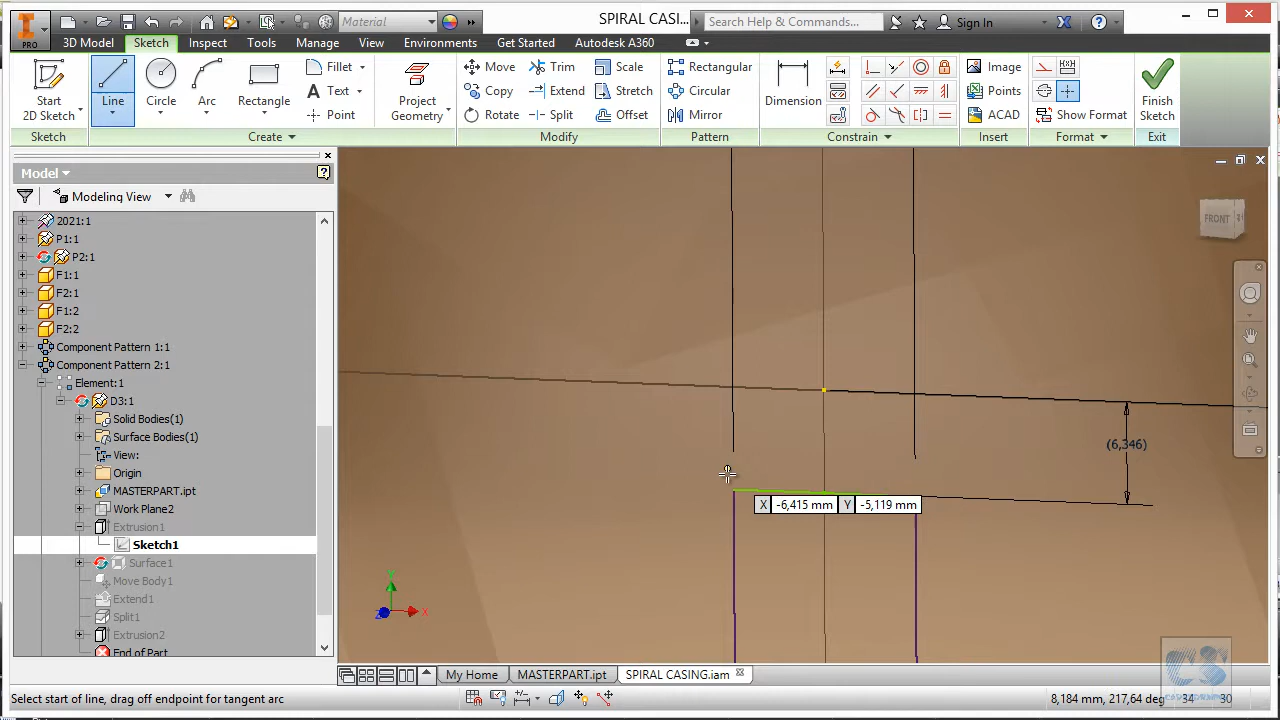 I PRO Material SPIRAL CASING... Search Help & Commands... Sign In
3D Model Sketch Inspect Tools Manage View Environments Get Started Autodesk A360
Start 2D Sketch Line Circle Arc Rectangle Fillet Text Point Project Geometry Move Copy Rotate Trim Extend Split Scale Stretch Offset Rectangular Circular Mirror Dimension Image Points ACAD Show Format Finish Sketch
Sketch Create Modify Pattern Constrain Insert Format Exit
Model
Modeling View
2021:1
P1:1
P2:1
F1:1
F2:1
F1:2
F2:2
Component Pattern 1:1
Component Pattern 2:1
Element:1
D3:1
Solid Bodies(1)
Surface Bodies(1)
View:
Origin
MASTERPART.ipt
Work Plane2
Extrusion1
Sketch1
Surface1
Move Body1
Extend1
Split1
Extrusion2
End of Part
FRONT
(6,346)
X -6,415 mm Y -5,119 mm
Y
X
Z
CS
My Home MASTERPART.ipt SPIRAL CASING.iam
Select start of line, drag off endpoint for tangent arc 8,184 mm, 217,64 deg 34 30